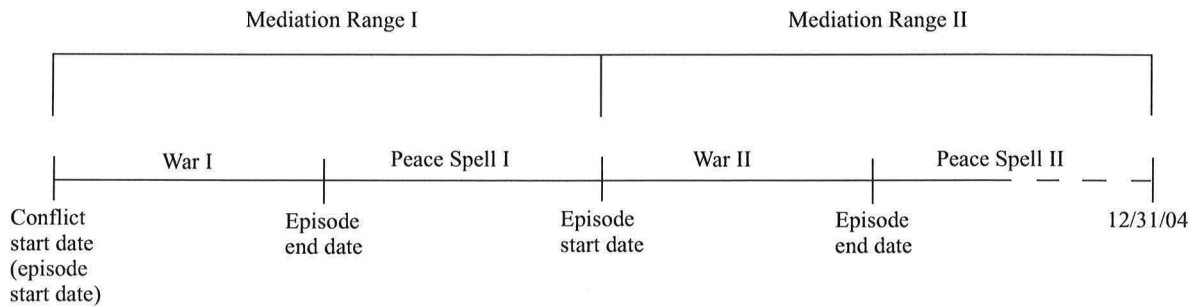 Mediation Range I
Mediation Range II
War I
Peace Spell I
War II
Peace Spell II
Conflict
start date
(episode
start date)
Episode
end date
Episode
start date
Episode
end date
12/31/04